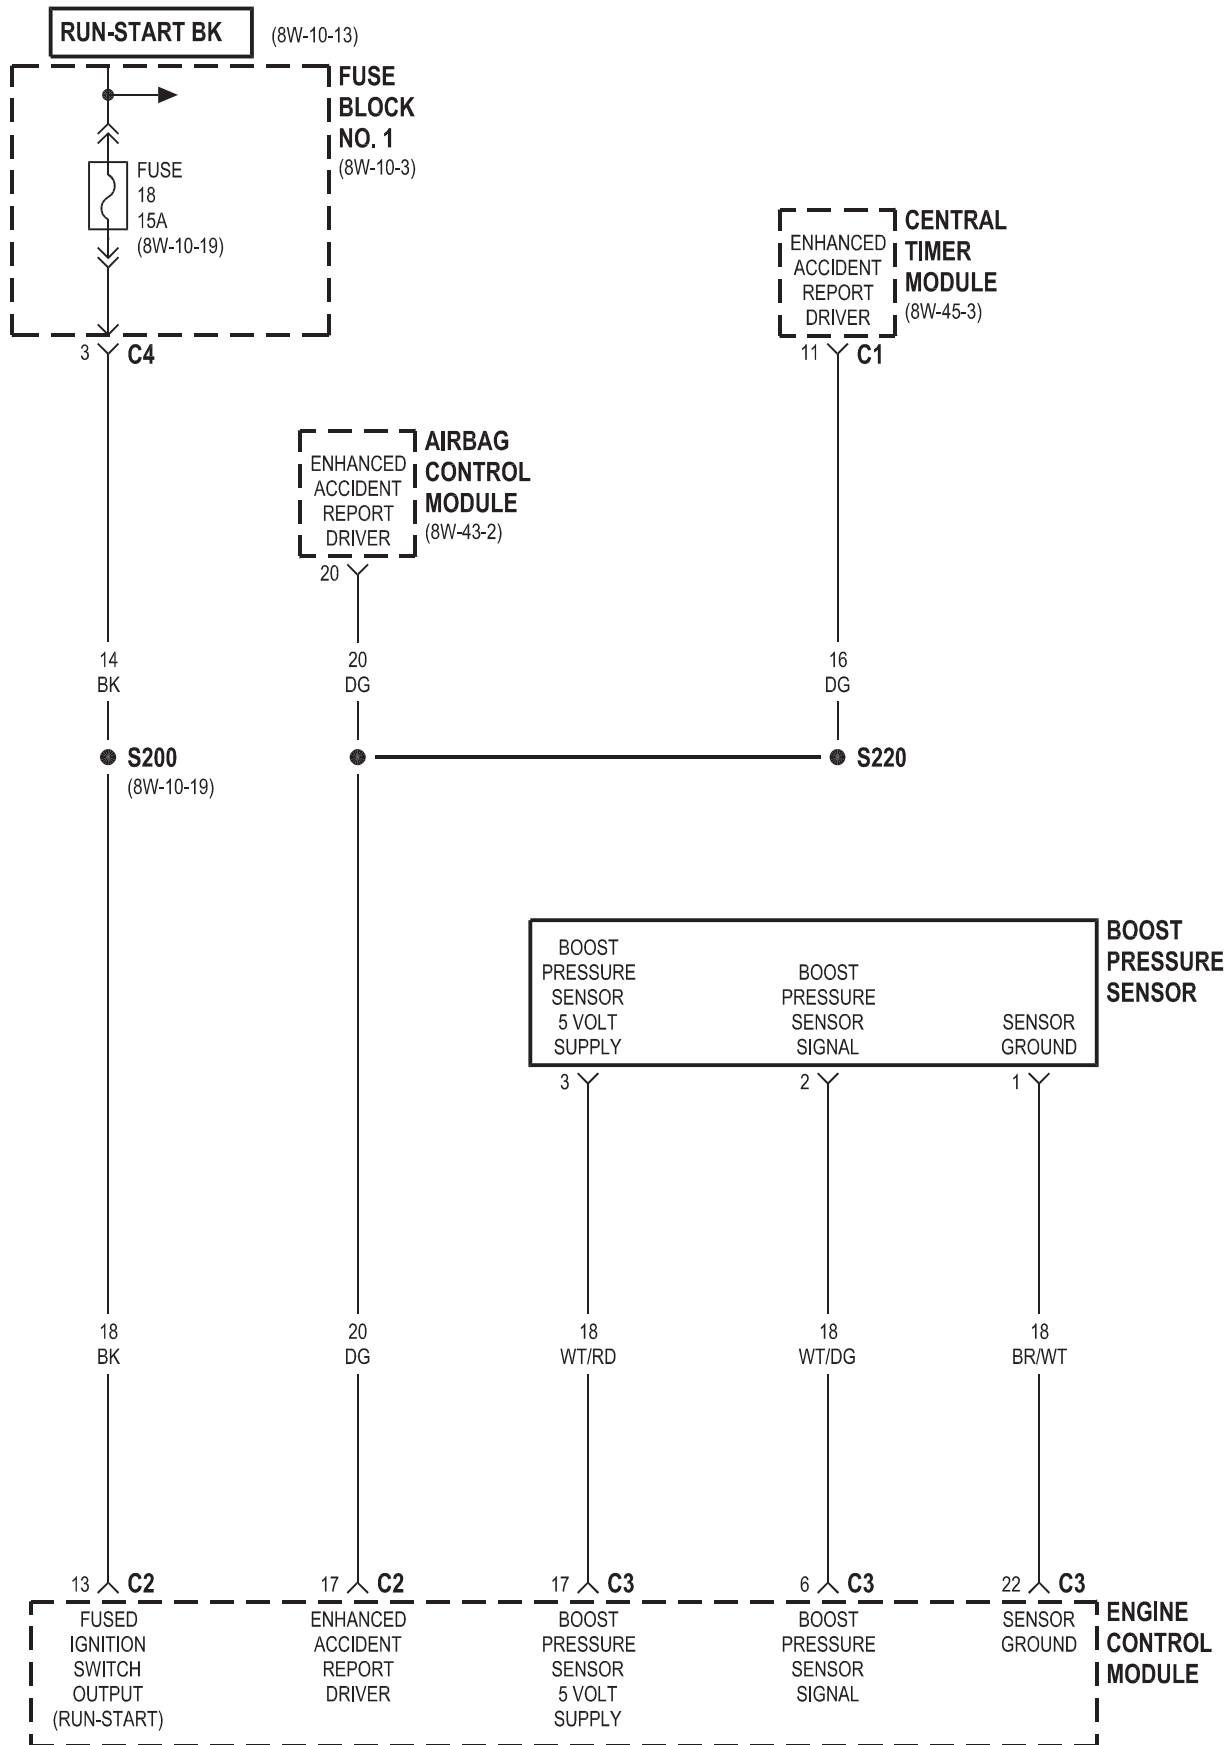 RUN-START BK (8W-10-13)
FUSE
BLOCK
NO. 1
(8W-10-3)
FUSE
18
15A
(8W-10-19)
3 C4
CENTRAL
TIMER
MODULE
(8W-45-3)
ENHANCED
ACCIDENT
REPORT
DRIVER
11 C1
AIRBAG
CONTROL
MODULE
(8W-43-2)
ENHANCED
ACCIDENT
REPORT
DRIVER
20
14
BK
20
DG
16
DG
S200
(8W-10-19)
S220
BOOST
PRESSURE
SENSOR
BOOST
PRESSURE
SENSOR
5 VOLT
SUPPLY
BOOST
PRESSURE
SENSOR
SIGNAL
SENSOR
GROUND
3
2
1
18
BK
20
DG
18
WT/RD
18
WT/DG
18
BR/WT
13 C2
17 C2
17 C3
6 C3
22 C3
FUSED
IGNITION
SWITCH
OUTPUT
(RUN-START)
ENHANCED
ACCIDENT
REPORT
DRIVER
BOOST
PRESSURE
SENSOR
5 VOLT
SUPPLY
BOOST
PRESSURE
SENSOR
SIGNAL
SENSOR
GROUND
ENGINE
CONTROL
MODULE